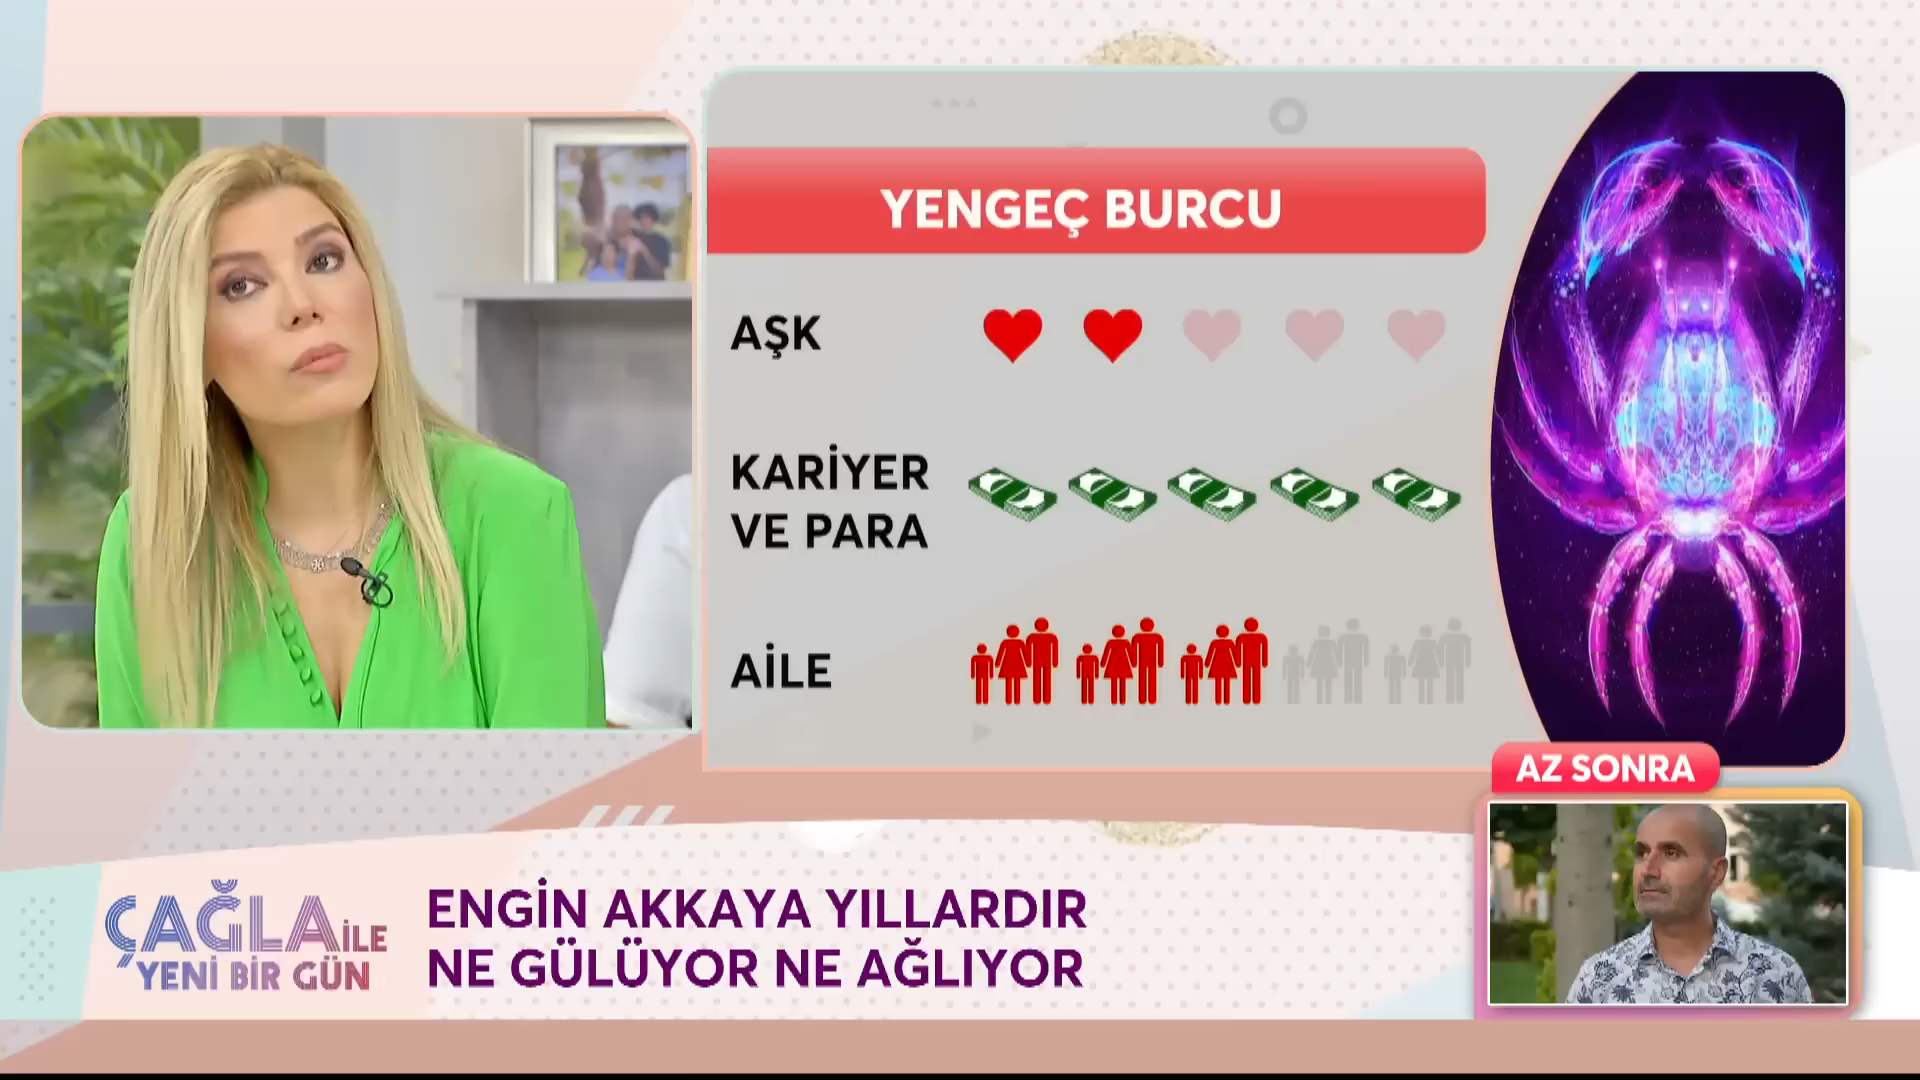 YENGEÇ BURCU
AŞK
KARİYER
VE PARA
AİLE
AZ SONRA
ÇAĞLA İLE
YENİ BİR GÜN
ENGİN AKKAYA YILLARDIR
NE GÜLÜYOR NE AĞLIYOR